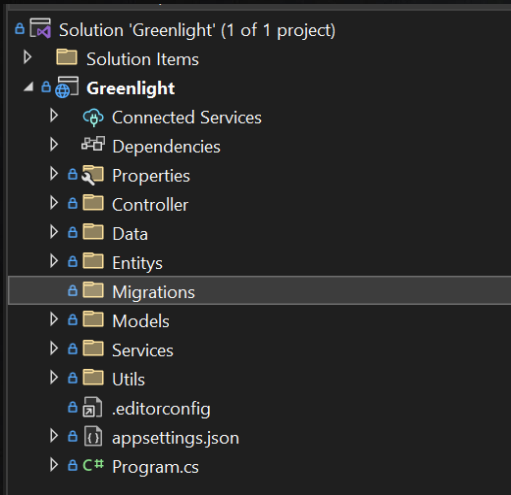 Solution 'Greenlight' (1 of 1 project)
Solution Items
Greenlight
Connected Services
Dependencies
Properties
Controller
Data
Entitys
Migrations
Models
Services
Utils
.editorconfig
appsettings.json
C# Program.cs